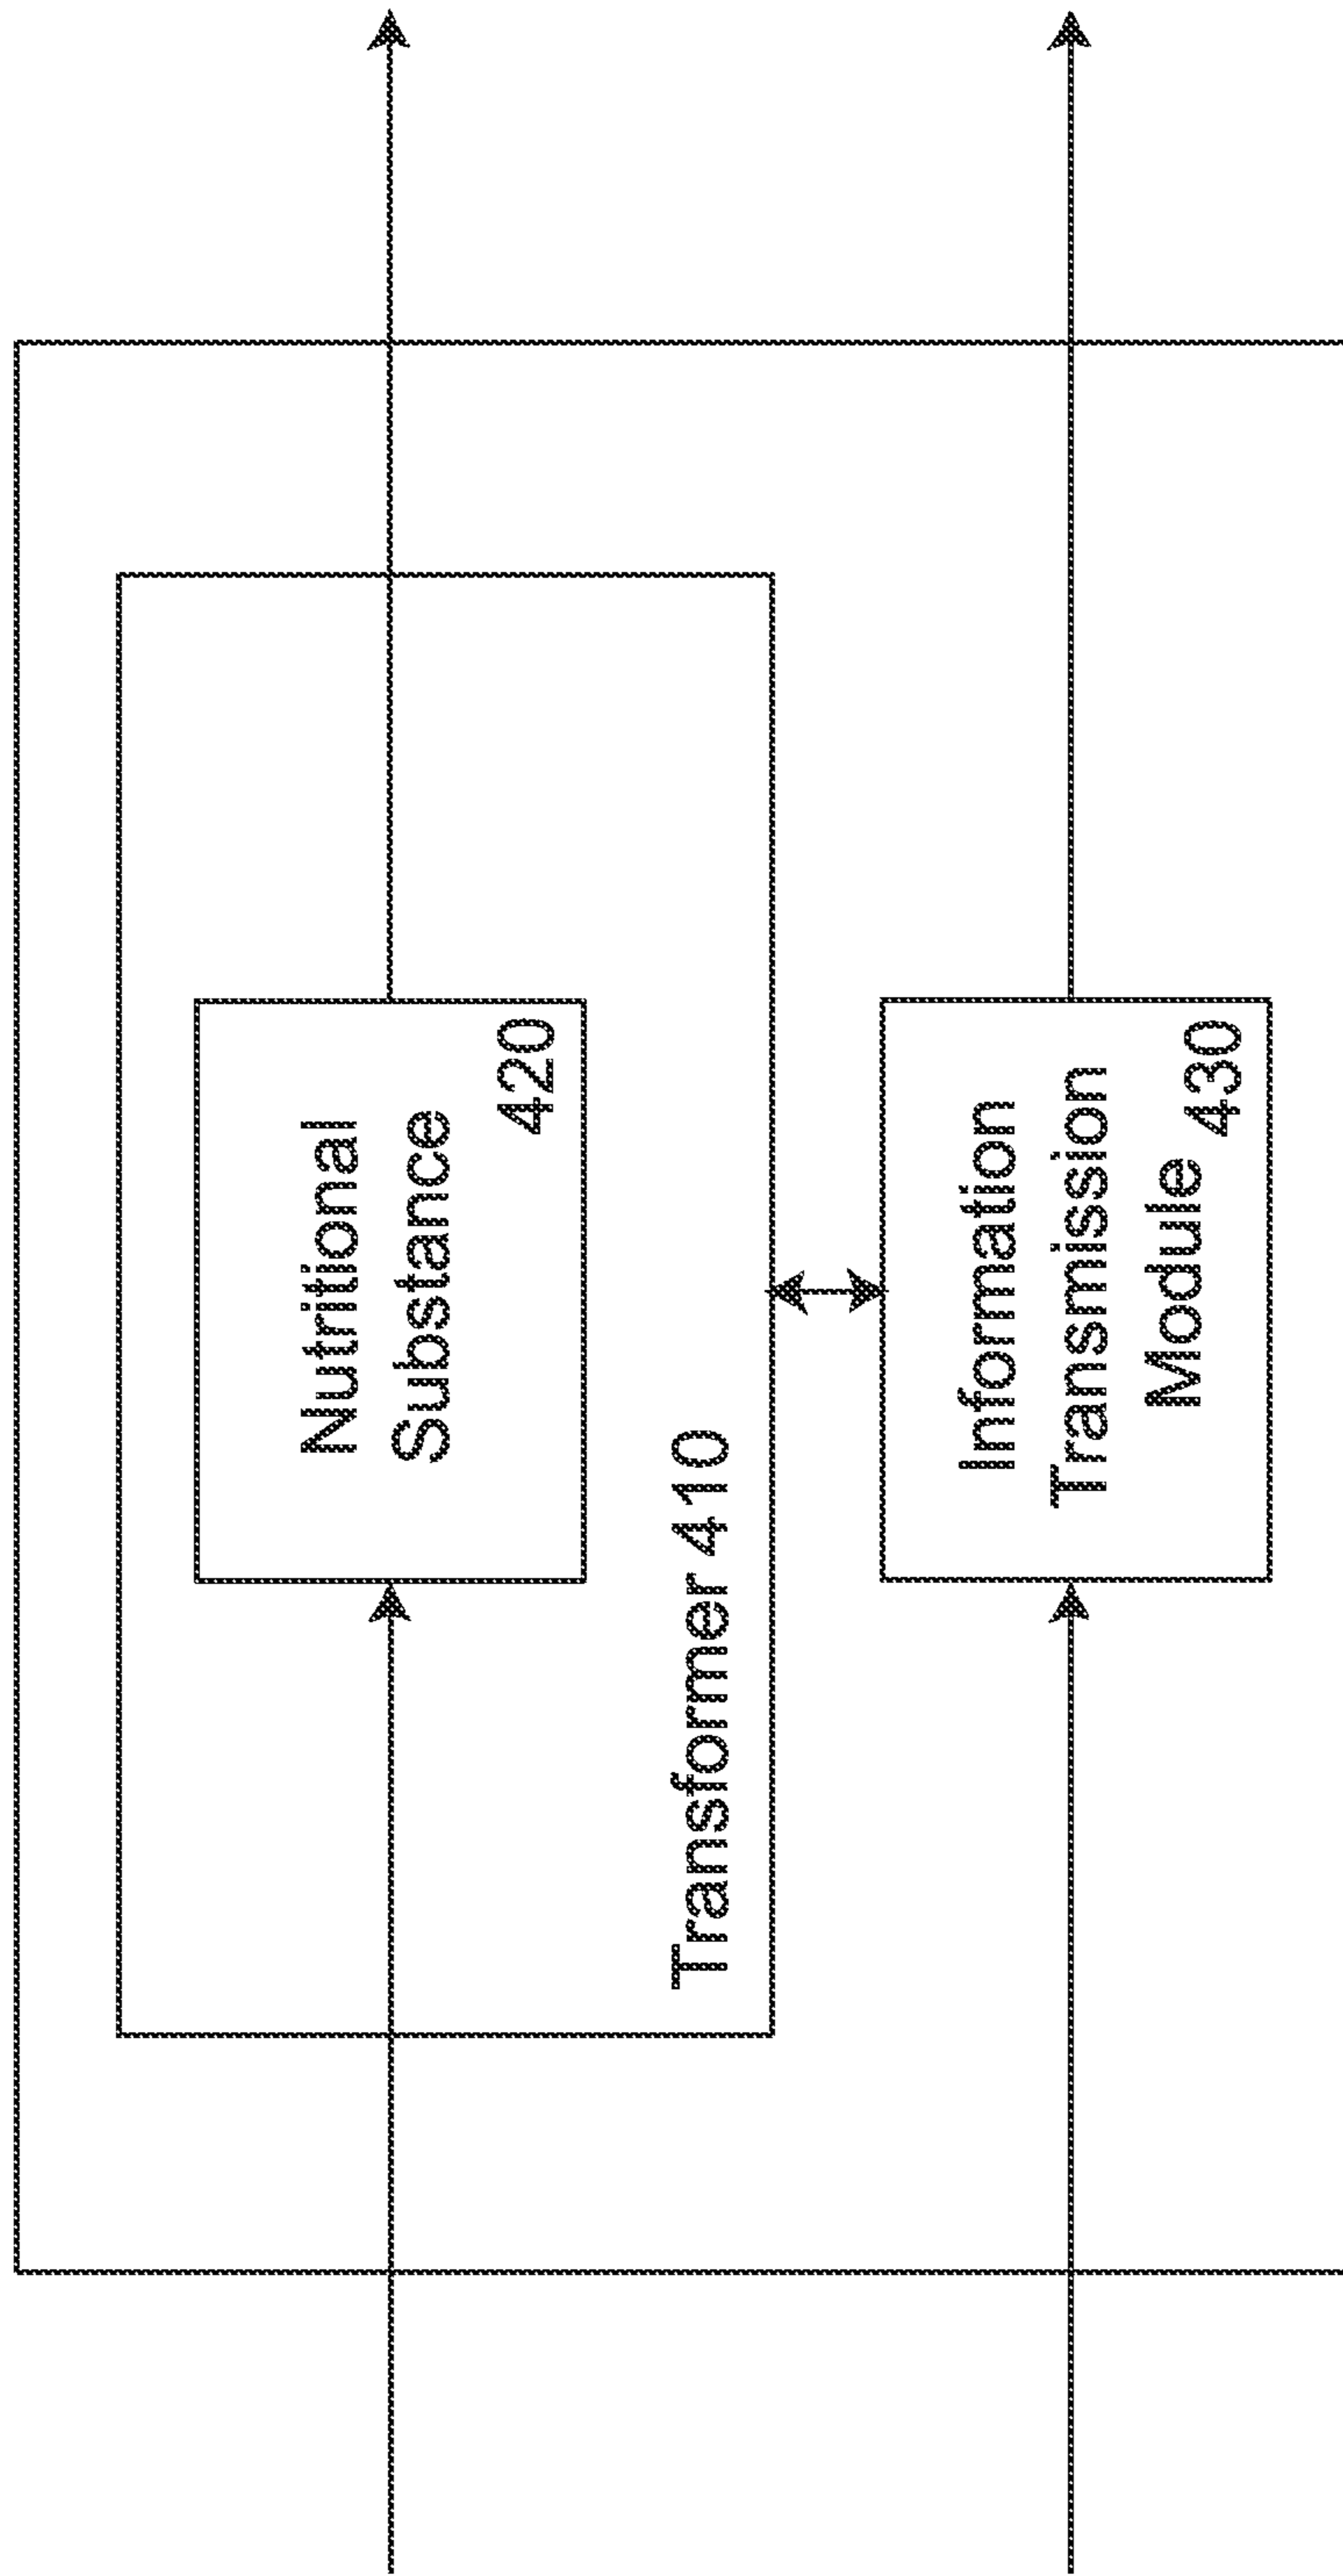 Nutritional
Substance
420
Transformer 410
Information
Transmission
Module 430